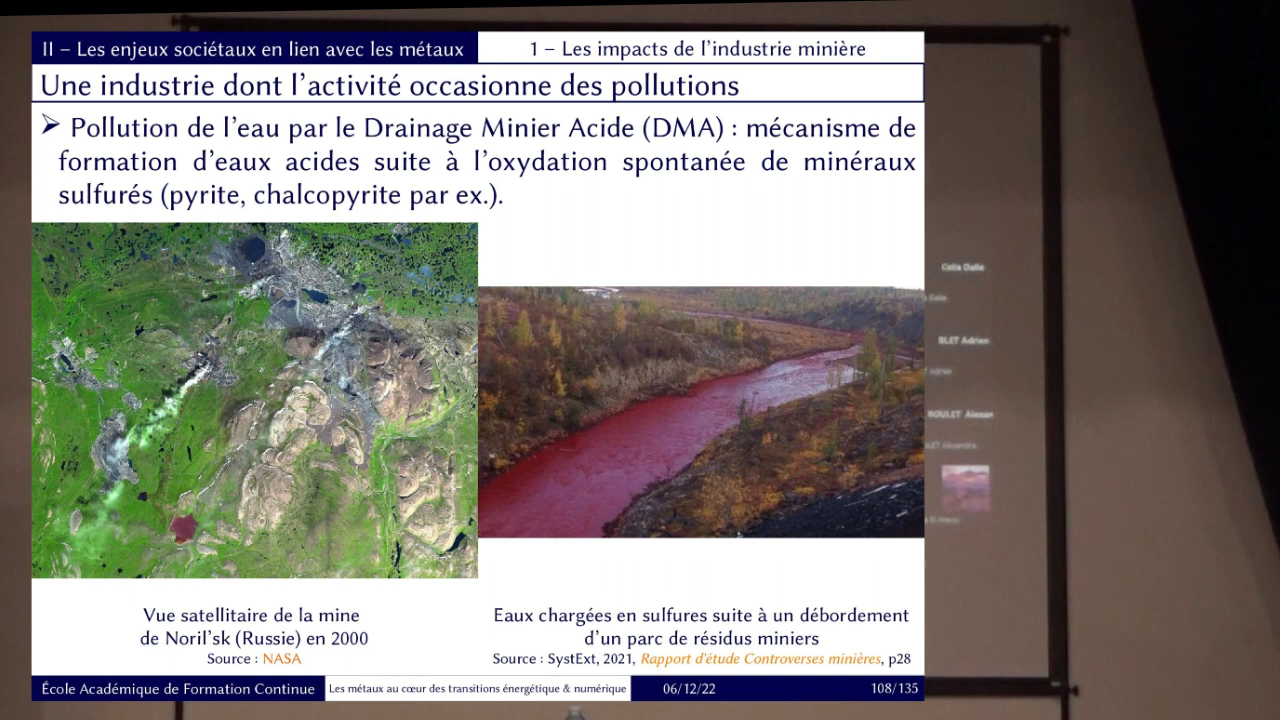 II – Les enjeux sociétaux en lien avec les métaux
1 – Les impacts de l'industrie minière
Une industrie dont l'activité occasionne des pollutions
➢ Pollution de l'eau par le Drainage Minier Acide (DMA) : mécanisme de
formation d'eaux acides suite à l'oxydation spontanée de minéraux
sulfurés (pyrite, chalcopyrite par ex.).
Vue satellitaire de la mine
de Noril'sk (Russie) en 2000
Source : NASA
Eaux chargées en sulfures suite à un débordement
d'un parc de résidus miniers
Source : SystExt, 2021, Rapport d'étude Controverses minières, p28
Celia Dalle
BLET Adrien
ROULET
École Académique de Formation Continue
Les métaux au cœur des transitions énergétique & numérique
06/12/22
108/135